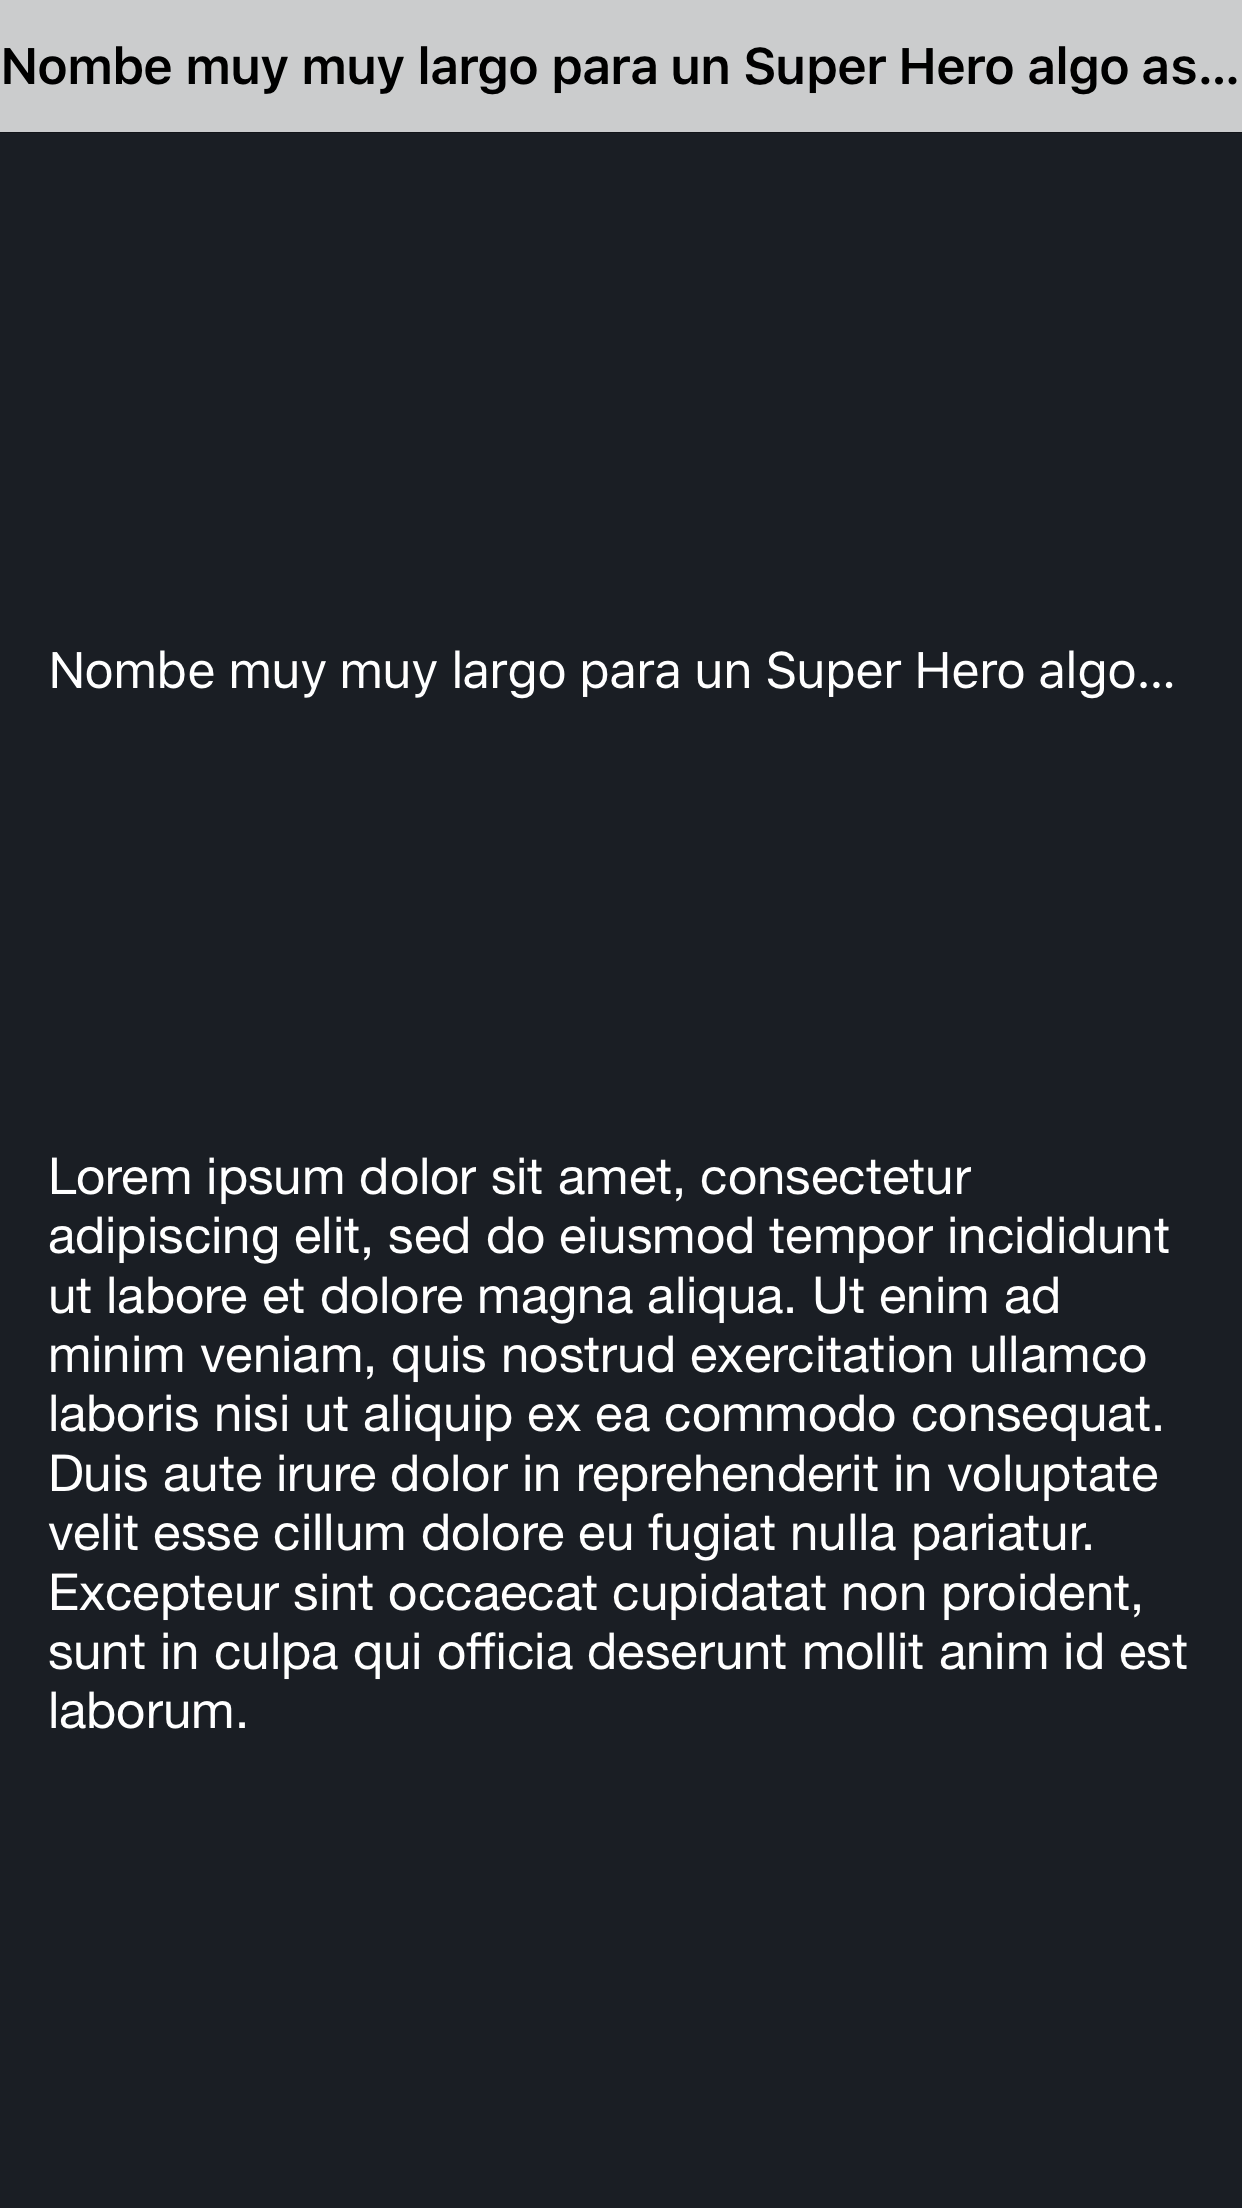 Nombe muy muy largo para un Super Hero algo as...
Nombe muy muy largo para un Super Hero algo...
Lorem ipsum dolor sit amet, consectetur
adipiscing elit, sed do eiusmod tempor incididunt
ut labore et dolore magna aliqua. Ut enim ad
minim veniam, quis nostrud exercitation ullamco
laboris nisi ut aliquip ex ea commodo consequat.
Duis aute irure dolor in reprehenderit in voluptate
velit esse cillum dolore eu fugiat nulla pariatur.
Excepteur sint occaecat cupidatat non proident,
sunt in culpa qui officia deserunt mollit anim id est
laborum.